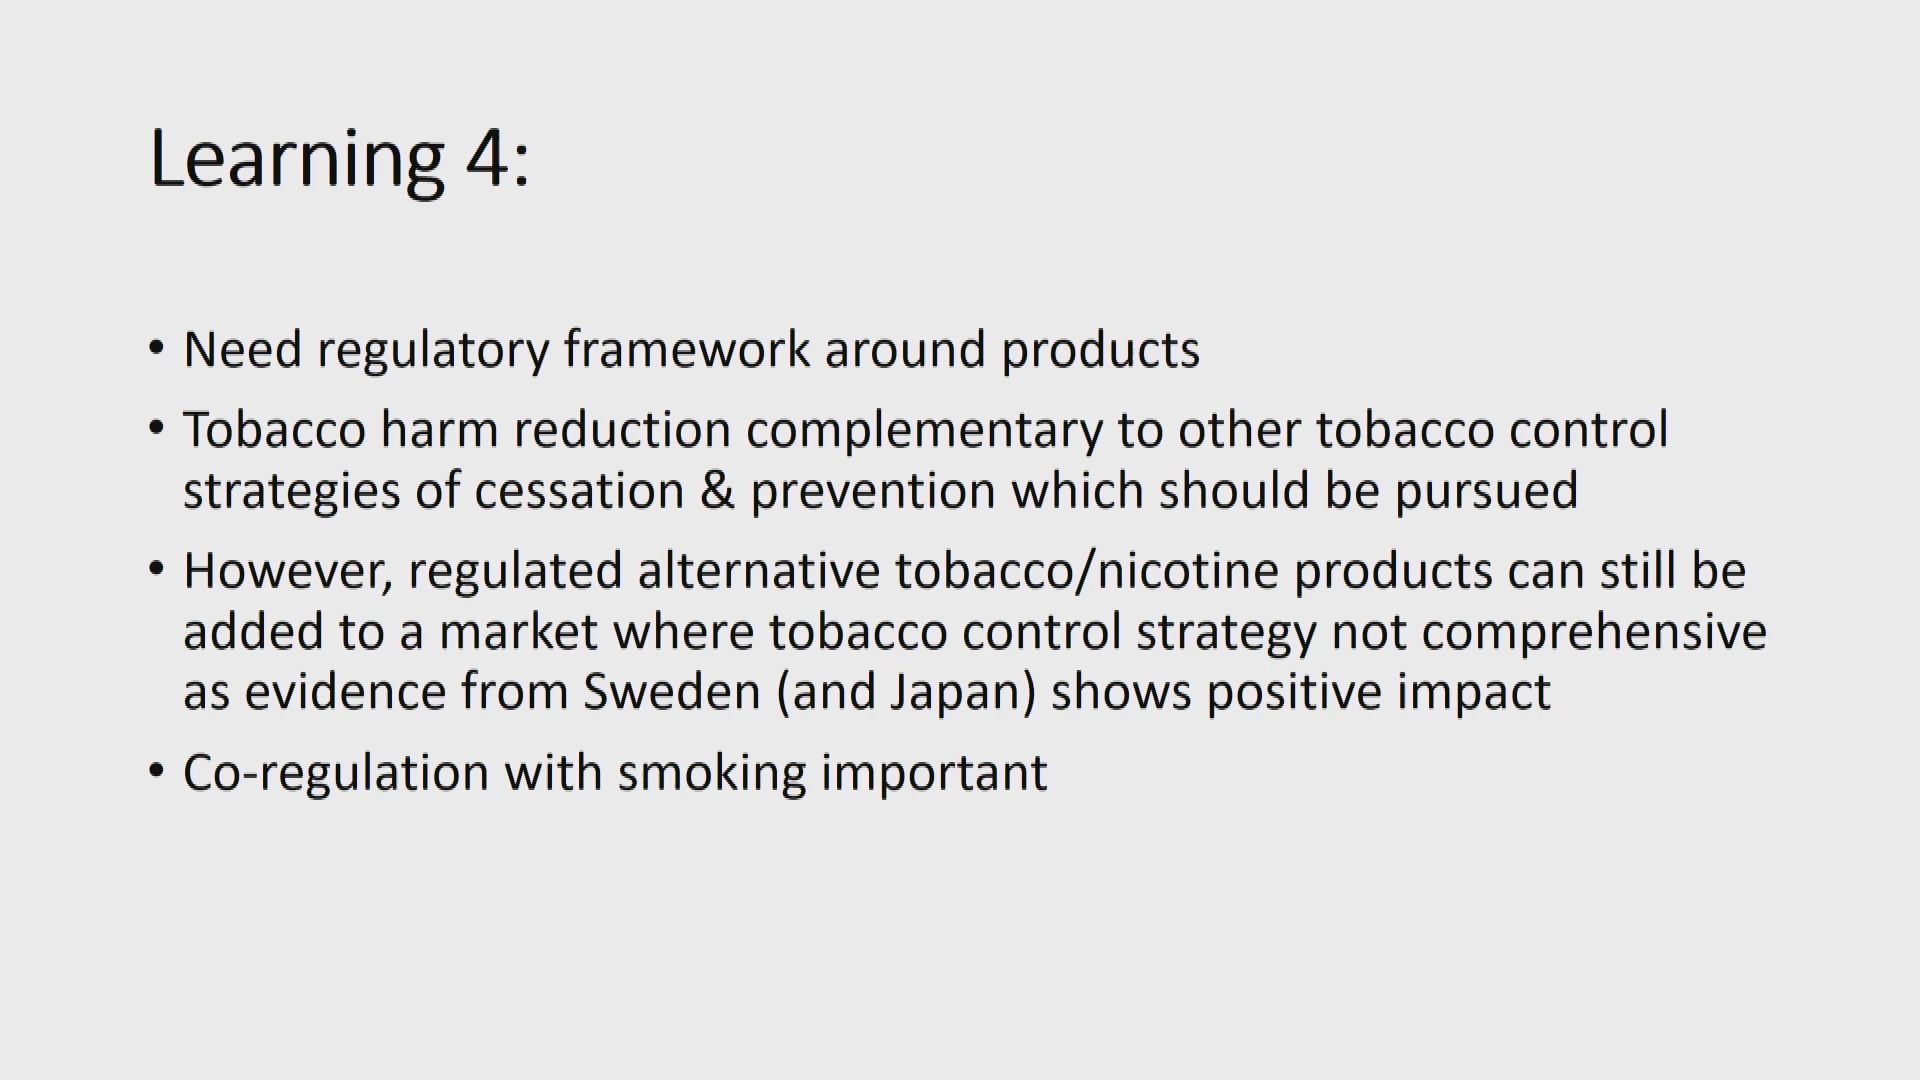 Learning 4:
• Need regulatory framework around products
• Tobacco harm reduction complementary to other tobacco control
strategies of cessation & prevention which should be pursued
• However, regulated alternative tobacco/nicotine products can still be
added to a market where tobacco control strategy not comprehensive
as evidence from Sweden (and Japan) shows positive impact
• Co-regulation with smoking important